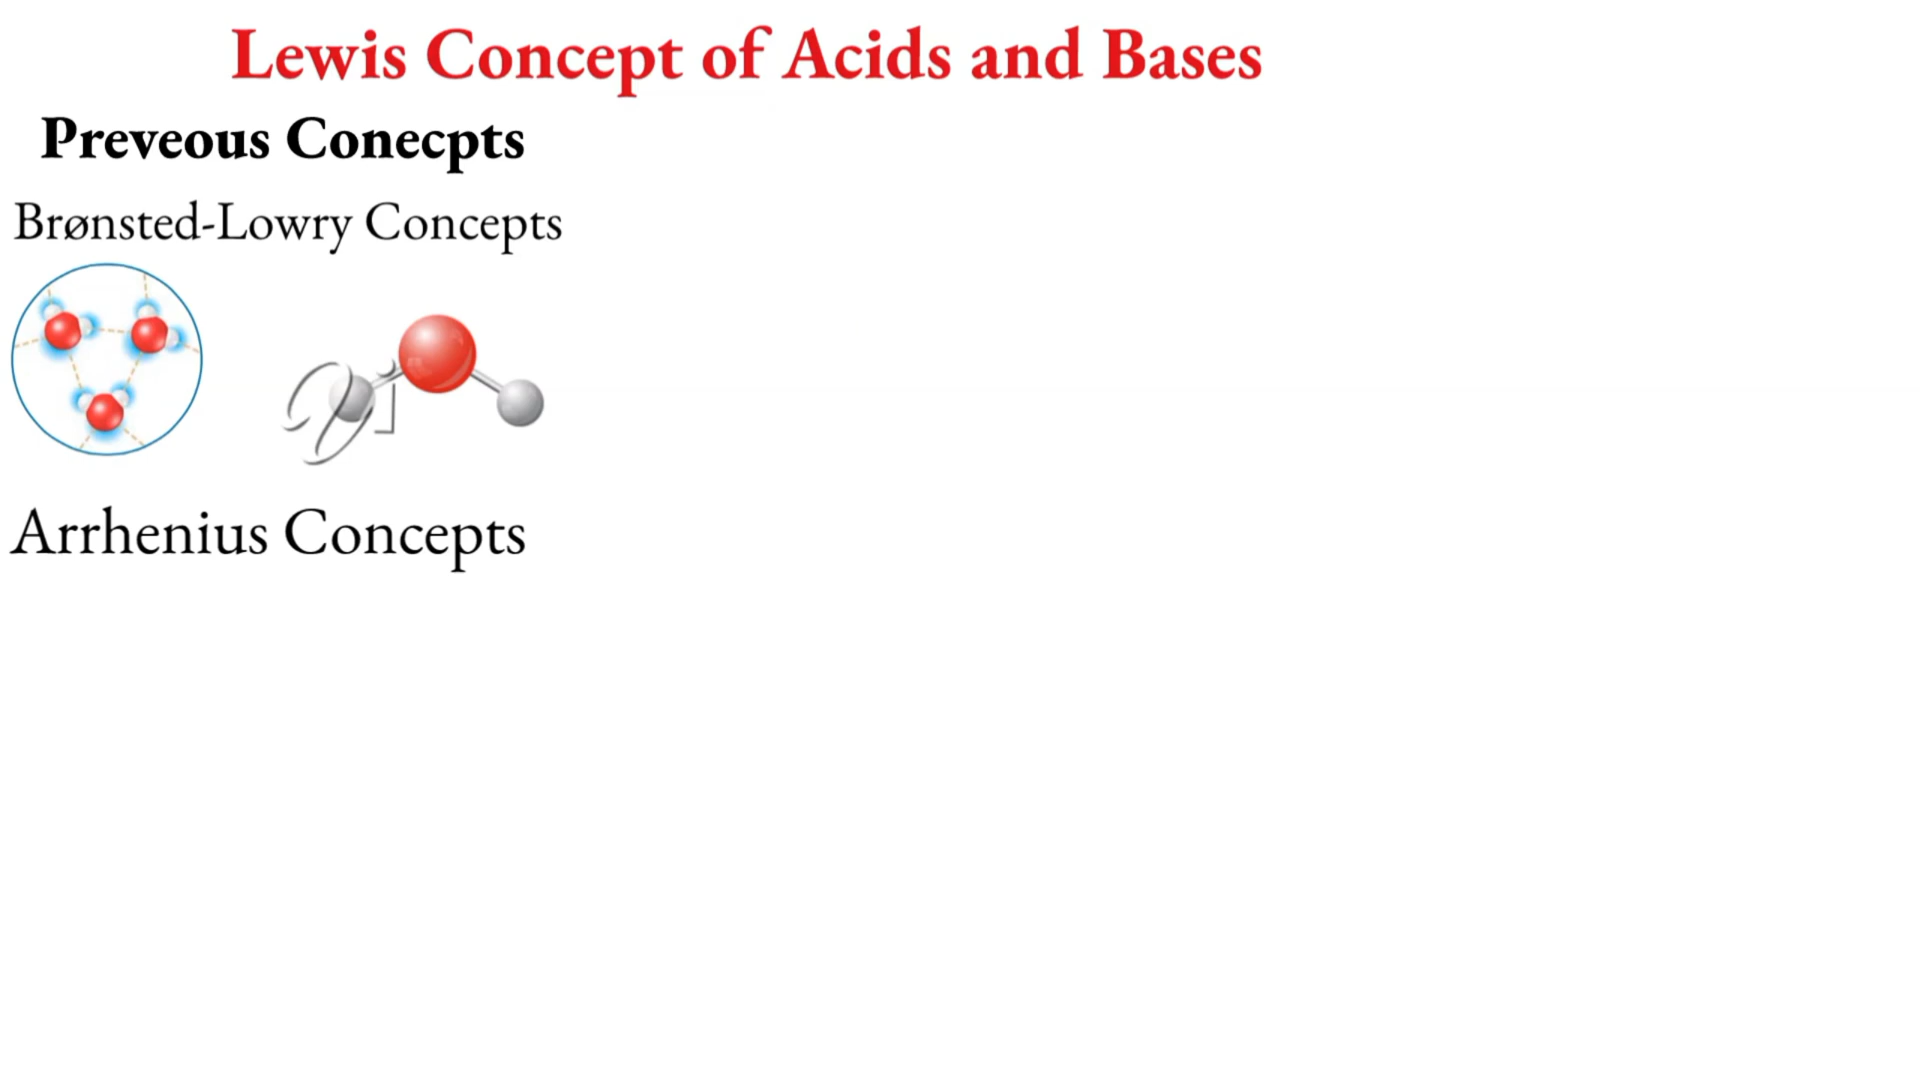 Lewis Concept of Acids and Bases
Preveous Conecpts
Brønsted-Lowry Concepts
Arrhenius Concepts